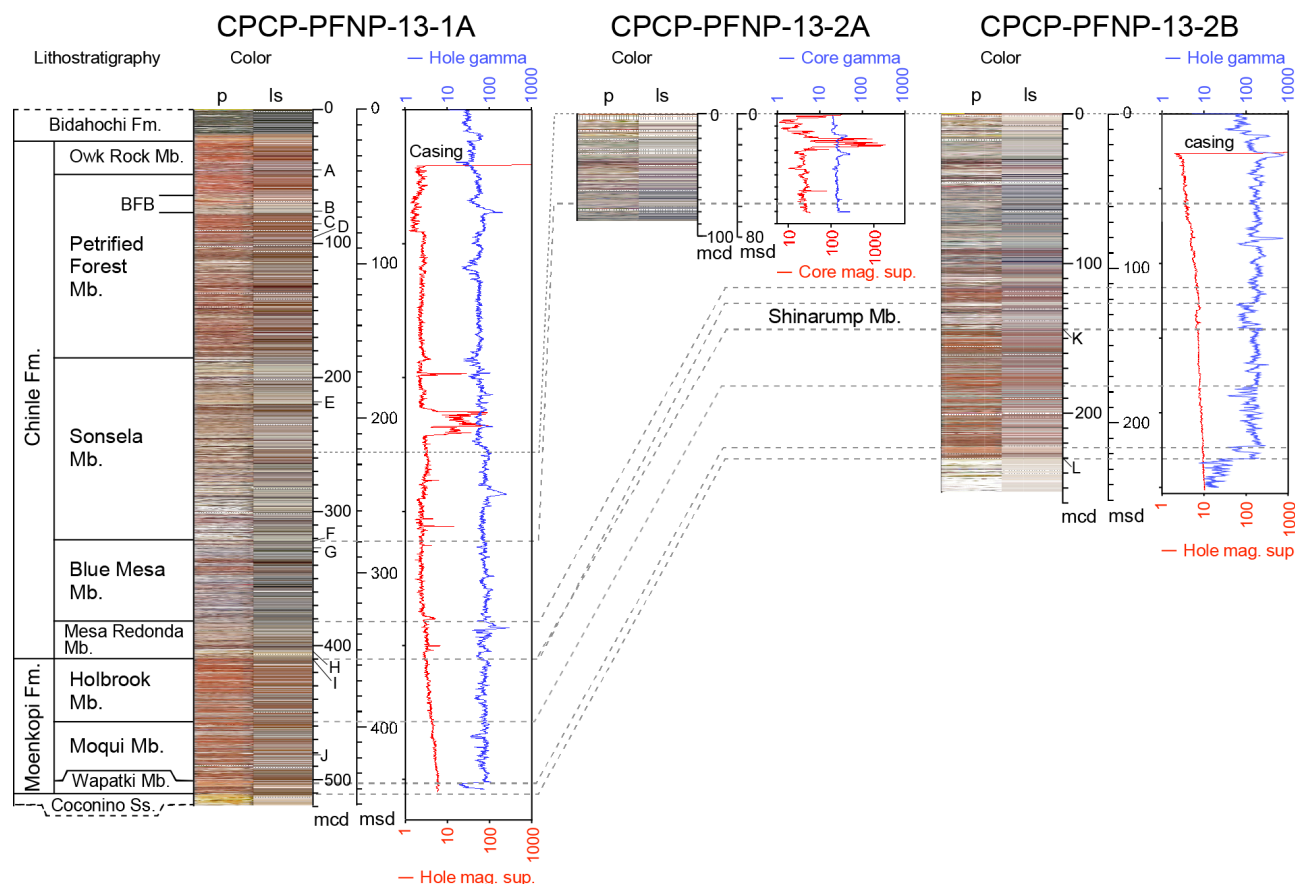 CPCP-PFNP-13-1A
CPCP-PFNP-13-2A
CPCP-PFNP-13-2B
Lithostratigraphy
Color
— Hole gamma
Color
— Core gamma
Color
— Hole gamma
p
ls
1
10
100
1000
p
ls
1
10
100
1000
p
ls
1
10
100
1000
Bidahochi Fm.
Owk Rock Mb.
BFB
Petrified
Forest
Mb.
Chinle Fm.
Sonsela
Mb.
Blue Mesa
Mb.
Mesa Redonda
Mb.
Moenkopi Fm.
Holbrook
Mb.
Moqui Mb.
Wapatki Mb.
Coconino Ss.
0
A
B
C
D
100
200
E
300
F
G
400
H
I
J
500
mcd
0
100
200
300
400
msd
Casing
1
10
100
1000
— Hole mag. sup.
0
100
mcd
0
80
msd
10
100
1000
— Core mag. sup.
Shinarump Mb.
0
100
K
200
L
mcd
0
100
200
msd
casing
1
10
100
1000
— Hole mag. sup